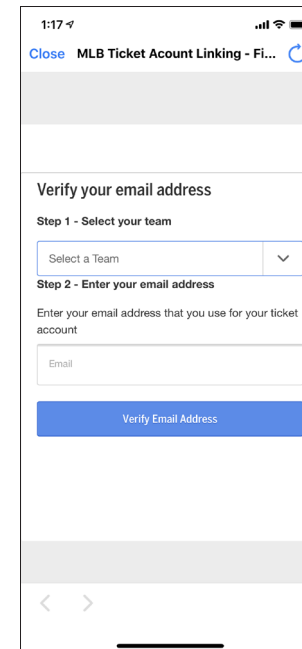 1:17
Close MLB Ticket Acount Linking - Fi...
Verify your email address
Step 1 - Select your team
Select a Team
Step 2 - Enter your email address
Enter your email address that you use for your ticket
account
Email
Verify Email Address